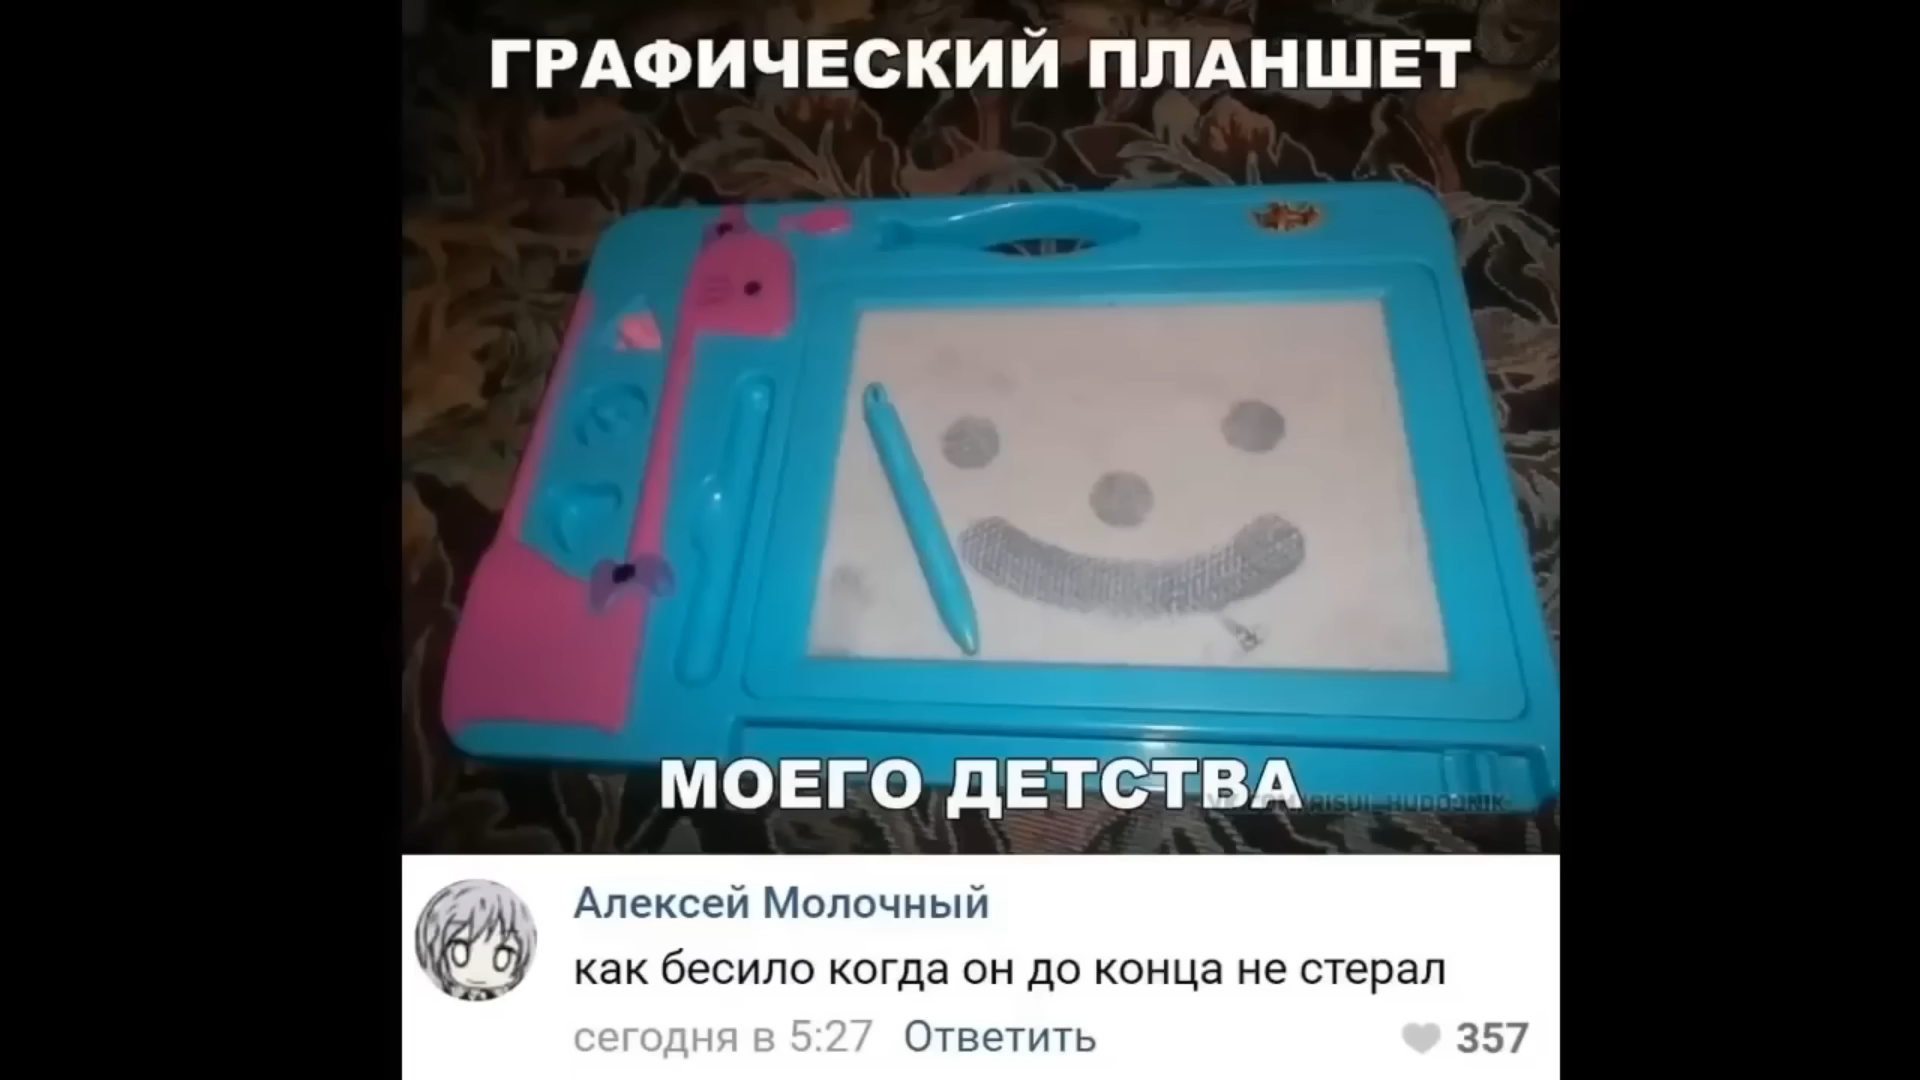 ГРАФИЧЕСКИЙ ПЛАНШЕТ
МОЕГО ДЕТСТВА
Алексей Молочный
как бесило когда он до конца не стерал
сегодня в 5:27 Ответить
357